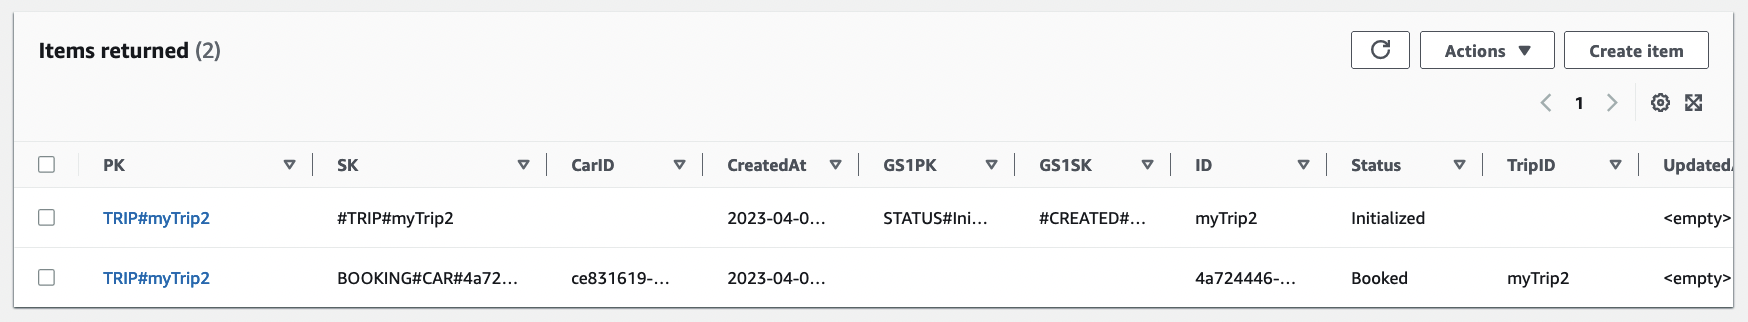 Items returned (2)
Actions
Create item
1
PK SK CarID CreatedAt GS1PK GS1SK ID Status TripID Updated
TRIP#myTrip2 #TRIP#myTrip2 2023-04-0... STATUS#Ini... #CREATED#... myTrip2 Initialized <empty>
TRIP#myTrip2 BOOKING#CAR#4a72... ce831619-... 2023-04-0... 4a724446-... Booked myTrip2 <empty>